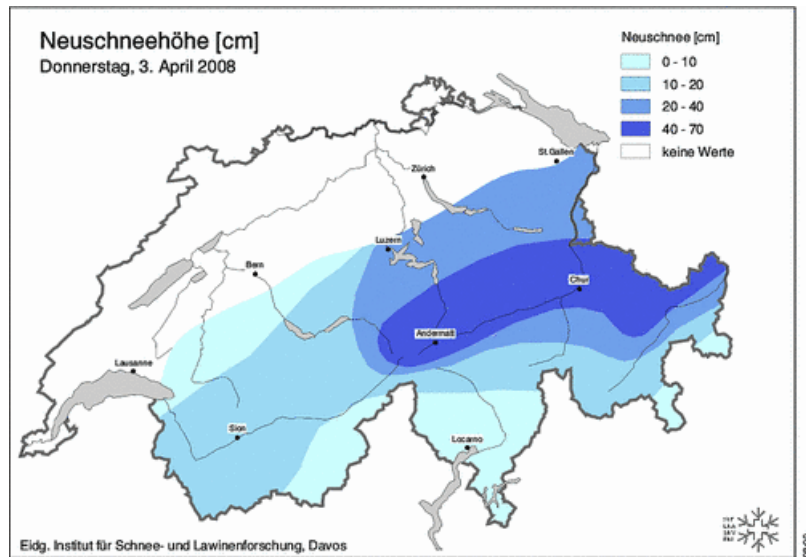 Neuschneehöhe [cm]
Donnerstag, 3. April 2008
Neuschnee [cm]
0 - 10
10 - 20
20 - 40
40 - 70
keine Werte
St.Gallen
Zürich
Luzern
Bern
Chur
Andermatt
Lausanne
Sion
Locarno
Eidg. Institut für Schnee- und Lawinenforschung, Davos